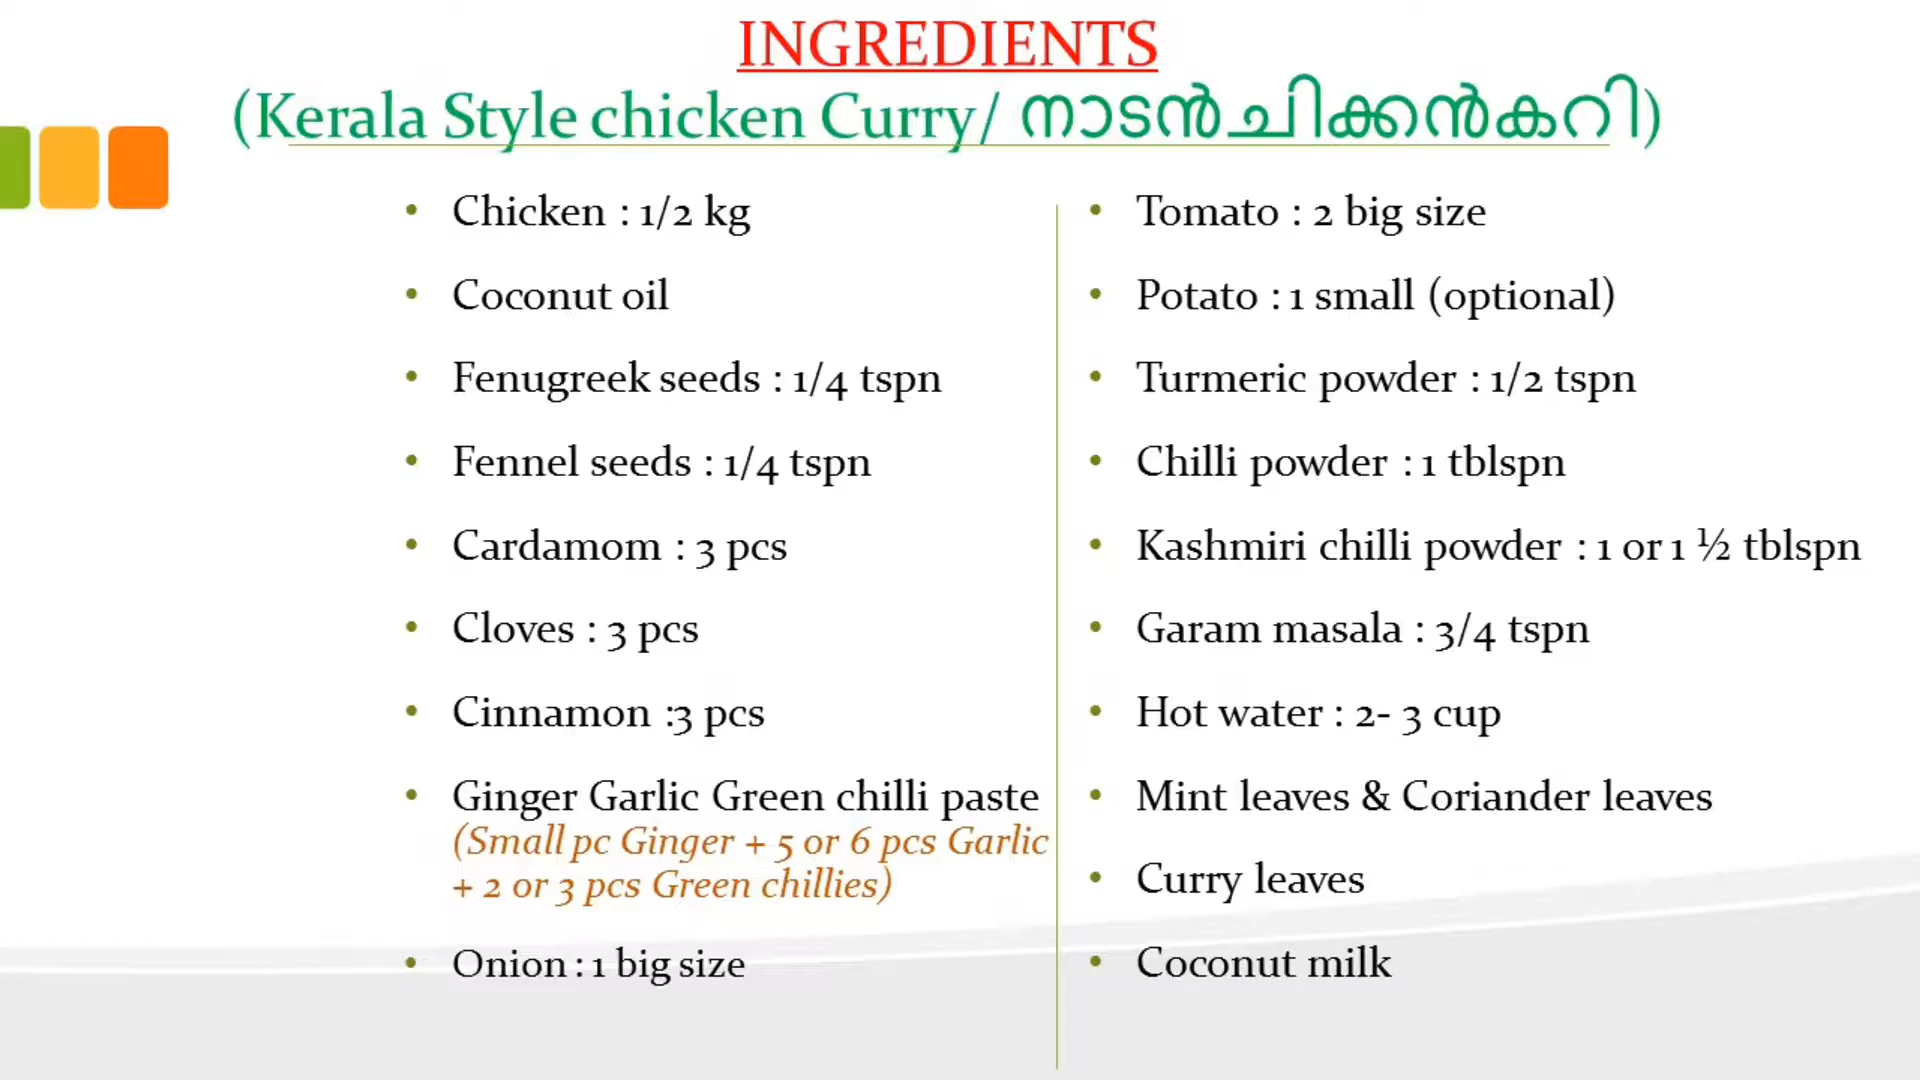 INGREDIENTS
(Kerala Style chicken Curry/ നാടൻ ചിക്കൻകറി)
• Chicken : 1/2 kg
• Coconut oil
• Fenugreek seeds : 1/4 tspn
• Fennel seeds : 1/4 tspn
• Cardamom : 3 pcs
• Cloves : 3 pcs
• Cinnamon :3 pcs
• Ginger Garlic Green chilli paste
(Small pc Ginger + 5 or 6 pcs Garlic
+ 2 or 3 pcs Green chillies)
• Onion : 1 big size
• Tomato : 2 big size
• Potato : 1 small (optional)
• Turmeric powder : 1/2 tspn
• Chilli powder : 1 tblspn
• Kashmiri chilli powder : 1 or 1 ½ tblspn
• Garam masala : 3/4 tspn
• Hot water : 2- 3 cup
• Mint leaves & Coriander leaves
• Curry leaves
• Coconut milk